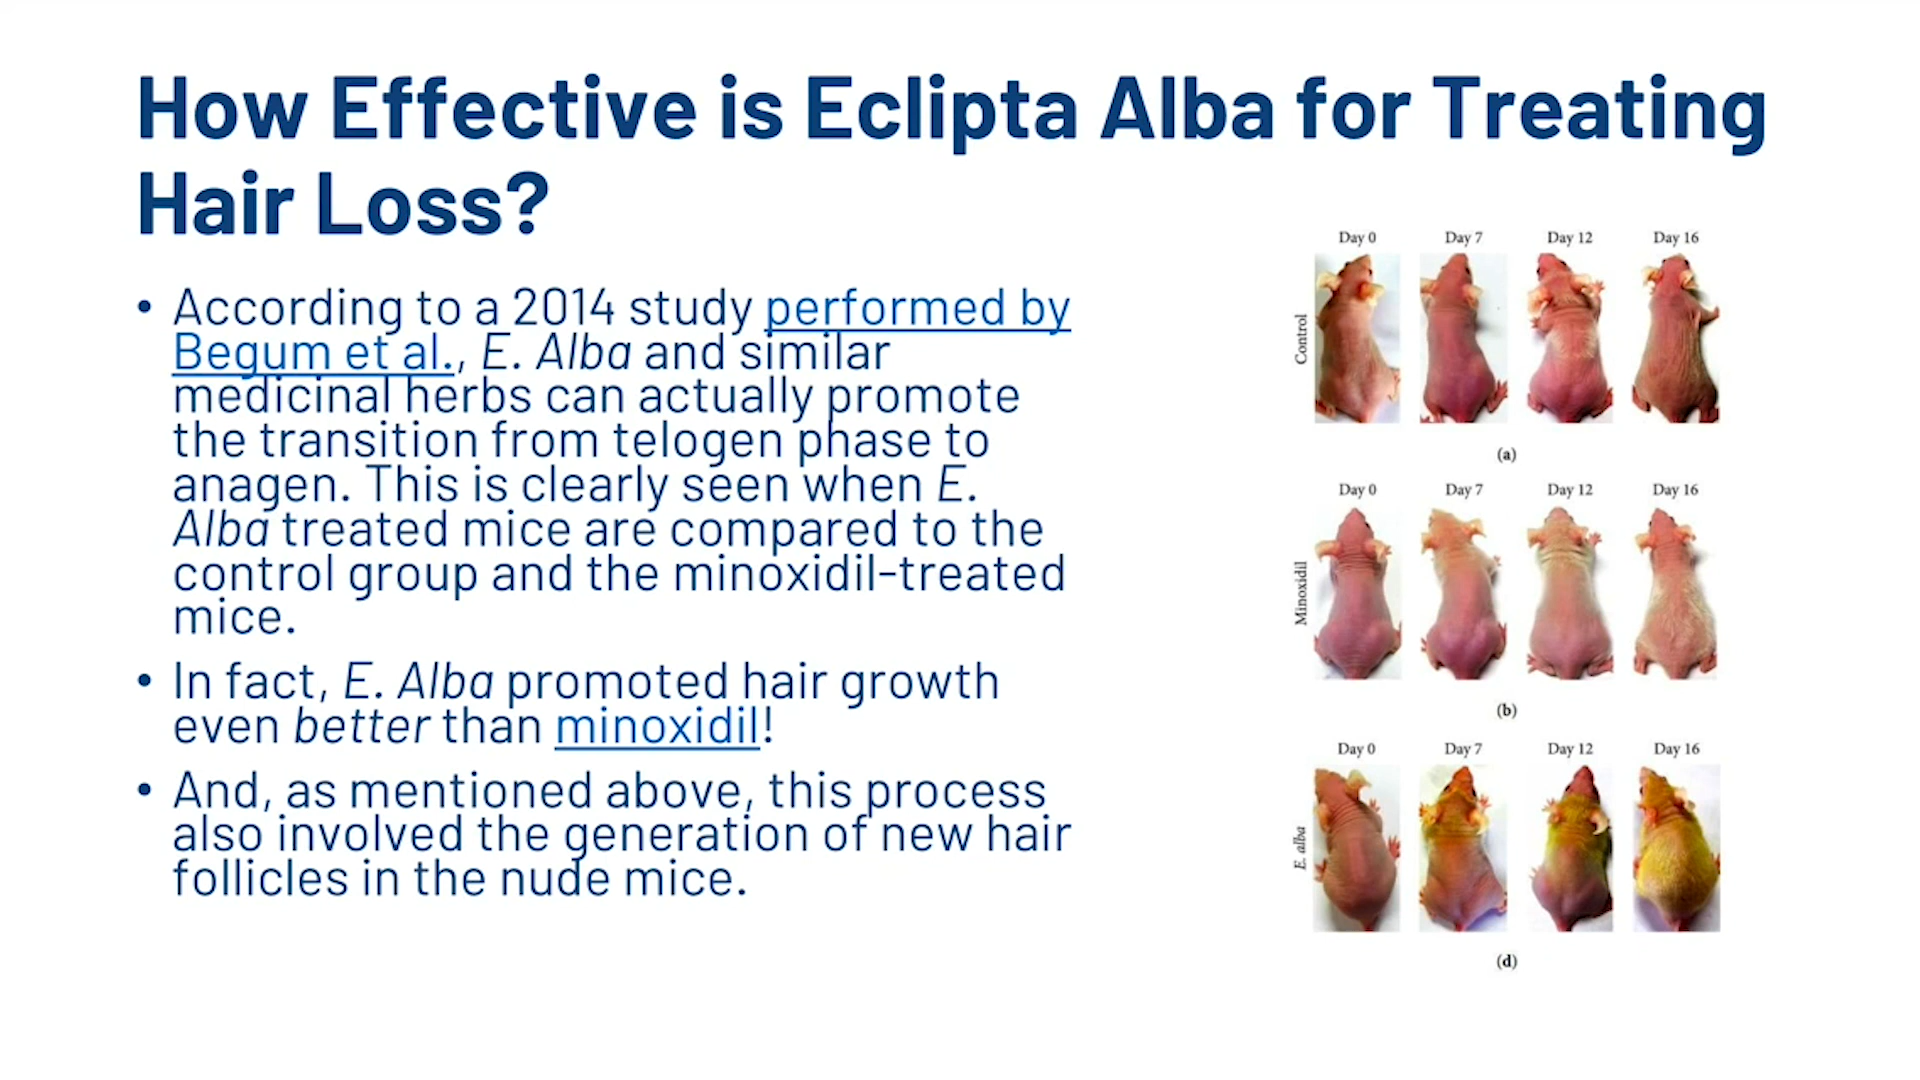 How Effective is Eclipta Alba for Treating
Hair Loss?
• According to a 2014 study performed by
Begum et al., E. Alba and similar
medicinal herbs can actually promote
the transition from telogen phase to
anagen. This is clearly seen when E.
Alba treated mice are compared to the
control group and the minoxidil-treated
mice.
• In fact, E. Alba promoted hair growth
even better than minoxidil!
• And, as mentioned above, this process
also involved the generation of new hair
follicles in the nude mice.
Day 0 Day 7 Day 12 Day 16
Control
(a)
Day 0 Day 7 Day 12 Day 16
Minoxidil
(b)
Day 0 Day 7 Day 12 Day 16
E. alba
(d)